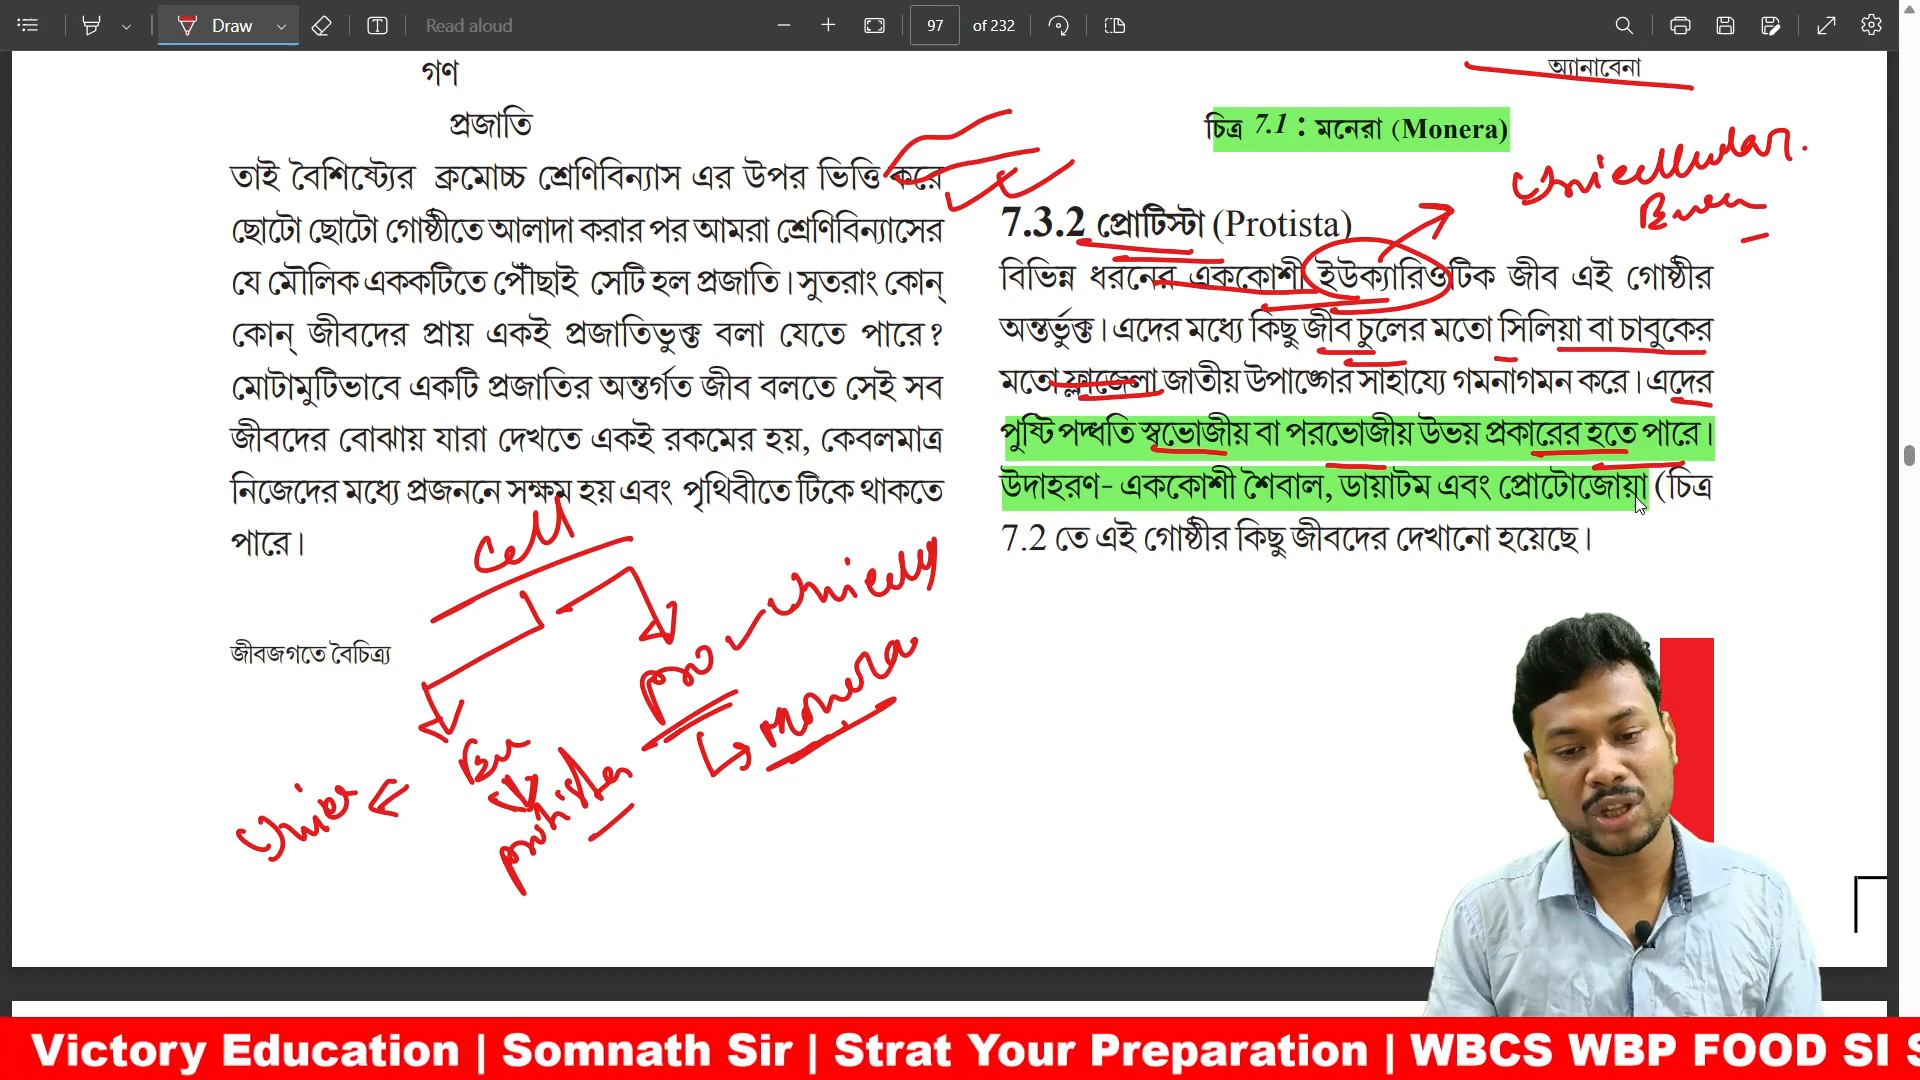 Draw
Read aloud
97
of 232
গণ
প্রজাতি
তাই বৈশিষ্ট্যের ক্রমোচ্চ শ্রেণিবিন্যাস এর উপর ভিত্তি করে
ছোটো ছোটো গোষ্ঠীতে আলাদা করার পর আমরা শ্রেণিবিন্যাসের
যে মৌলিক এককটিতে পৌঁছাই সেটি হল প্রজাতি। সুতরাং কোন্
কোন্ জীবদের প্রায় একই প্রজাতিভুক্ত বলা যেতে পারে?
মোটামুটিভাবে একটি প্রজাতির অন্তর্গত জীব বলতে সেই সব
জীবদের বোঝায় যারা দেখতে একই রকমের হয়, কেবলমাত্র
নিজেদের মধ্যে প্রজননে সক্ষম হয় এবং পৃথিবীতে টিকে থাকতে
পারে।
Cell
Eu
Pro
Monera
Protista
জীবজগতে বৈচিত্র্য
অ্যানাবেনা
চিত্র 7.1 : মনেরা (Monera)
Unicellular.
7.3.2 প্রোটিস্টা (Protista)
বিভিন্ন ধরনের এককোশী ইউক্যারিওটিক জীব এই গোষ্ঠীর
অন্তর্ভুক্ত। এদের মধ্যে কিছু জীব চুলের মতো সিলিয়া বা চাবুকের
মতো ফ্লাজেলা জাতীয় উপাঙ্গের সাহায্যে গমনাগমন করে। এদের
পুষ্টি পদ্ধতি স্বভোজীয় বা পরভোজীয় উভয় প্রকারের হতে পারে।
উদাহরণ- এককোশী শৈবাল, ডায়াটম এবং প্রোটোজোয়া (চিত্র
7.2 তে এই গোষ্ঠীর কিছু জীবদের দেখানো হয়েছে।
Victory Education | Somnath Sir | Strat Your Preparation | WBCS WBP FOOD SI S